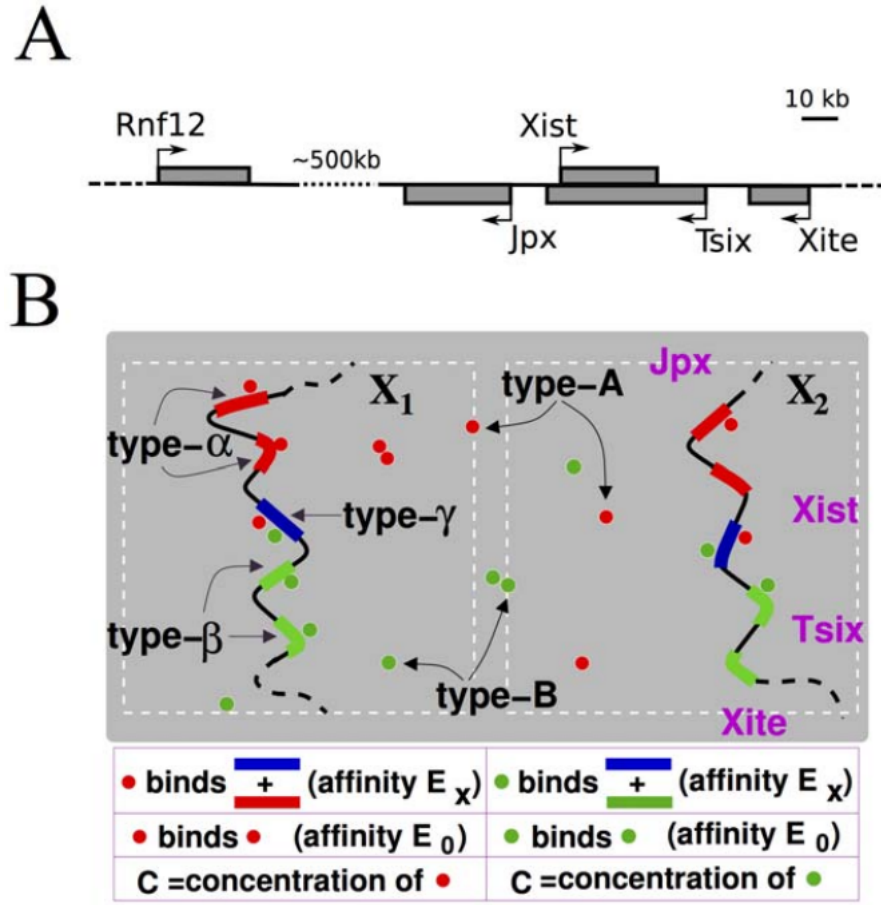 A
10 kb
Rnf12
Xist
~500kb
Jpx
Tsix
Xite
B
Jpx
X1
type-A
X2
type-α
type-γ
Xist
type-β
Tsix
type-B
Xite
binds + (affinity Ex)
binds + (affinity Ex)
binds (affinity E0)
binds (affinity E0)
C =concentration of
C =concentration of